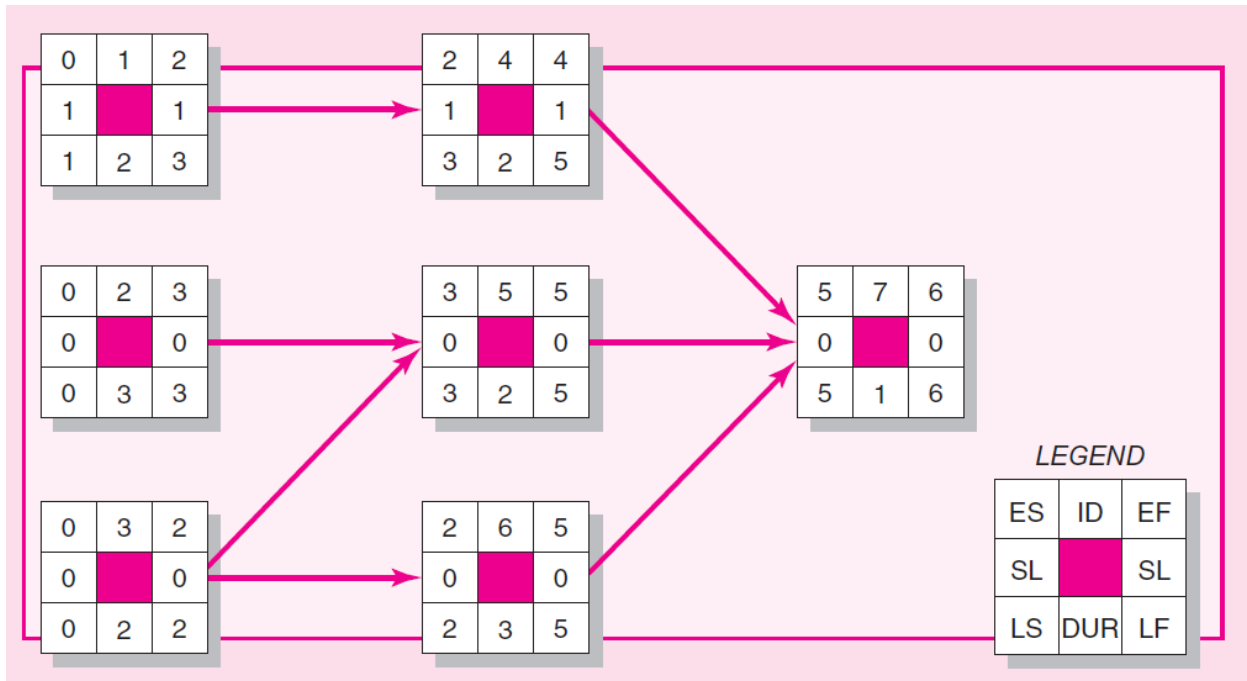 0 1 2
1 1
1 2 3
2 4 4
1 1
3 2 5
0 2 3
0 0
0 3 3
3 5 5
0 0
3 2 5
5 7 6
0 0
5 1 6
0 3 2
0 0
0 2 2
2 6 5
0 0
2 3 5
LEGEND
ES ID EF
SL SL
LS DUR LF